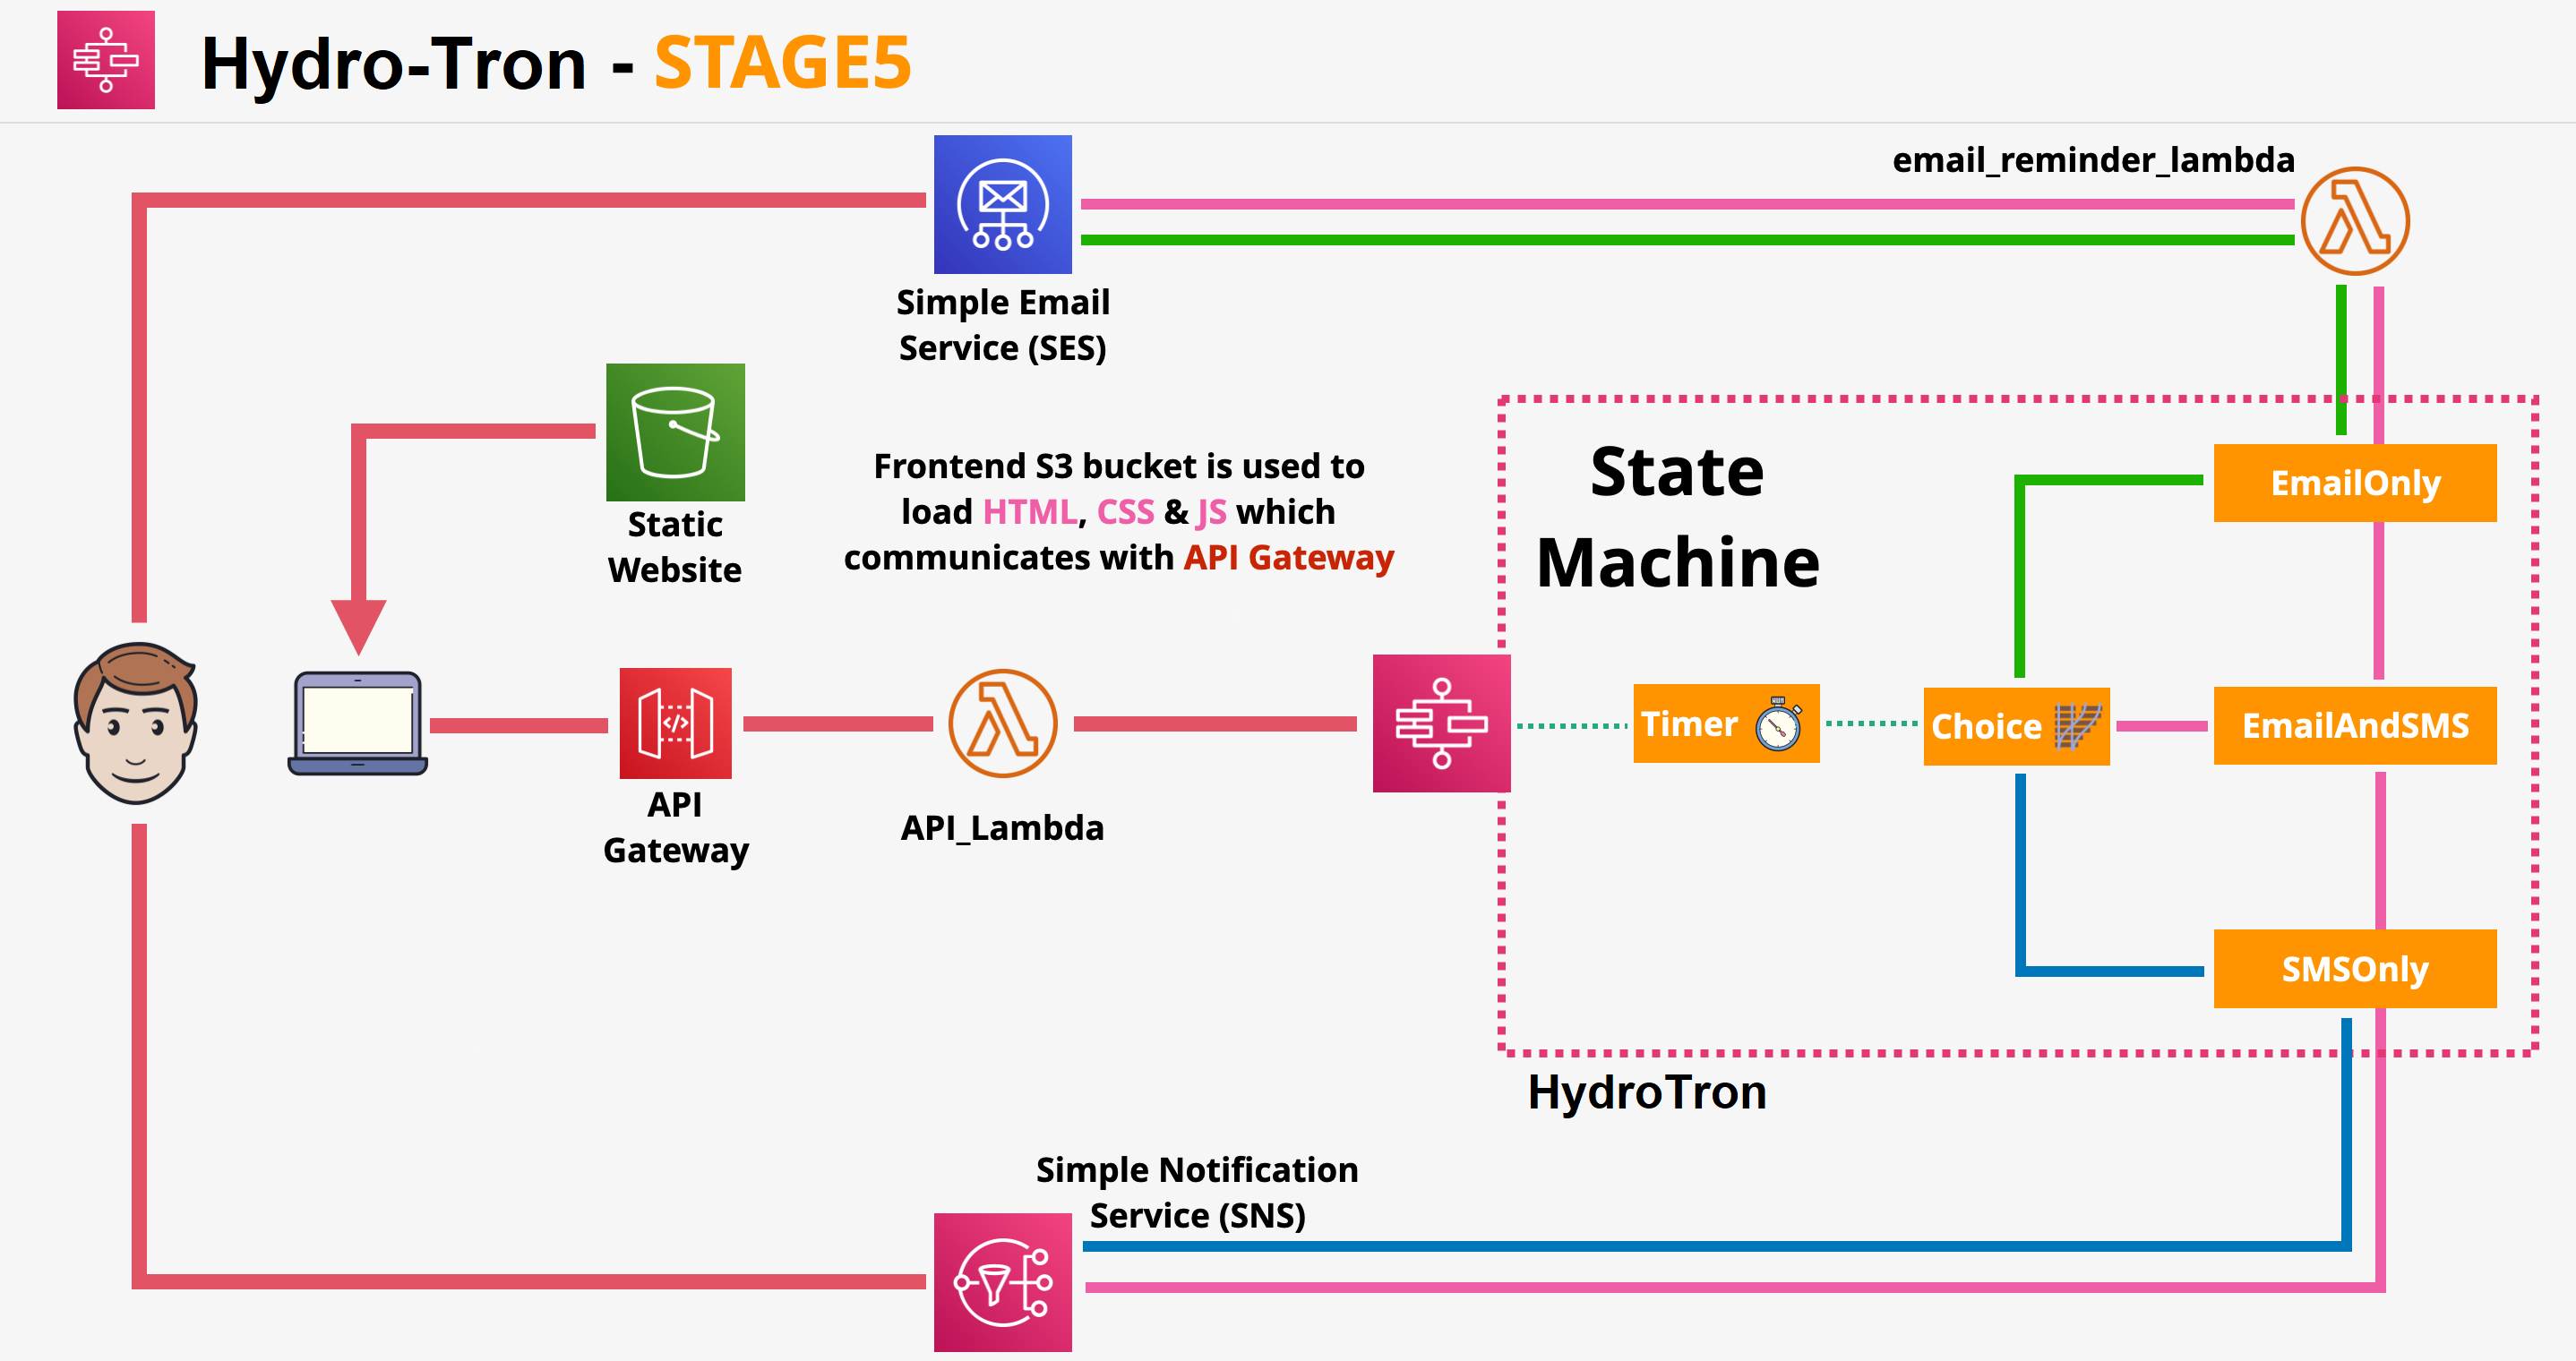 Hydro-Tron - STAGE5
email_reminder_lambda
Simple Email
Service (SES)
Static
Website
Frontend S3 bucket is used to
load HTML, CSS & JS which
communicates with API Gateway
State
Machine
EmailOnly
Timer
Choice
EmailAndSMS
API
Gateway
API_Lambda
SMSOnly
HydroTron
Simple Notification
Service (SNS)